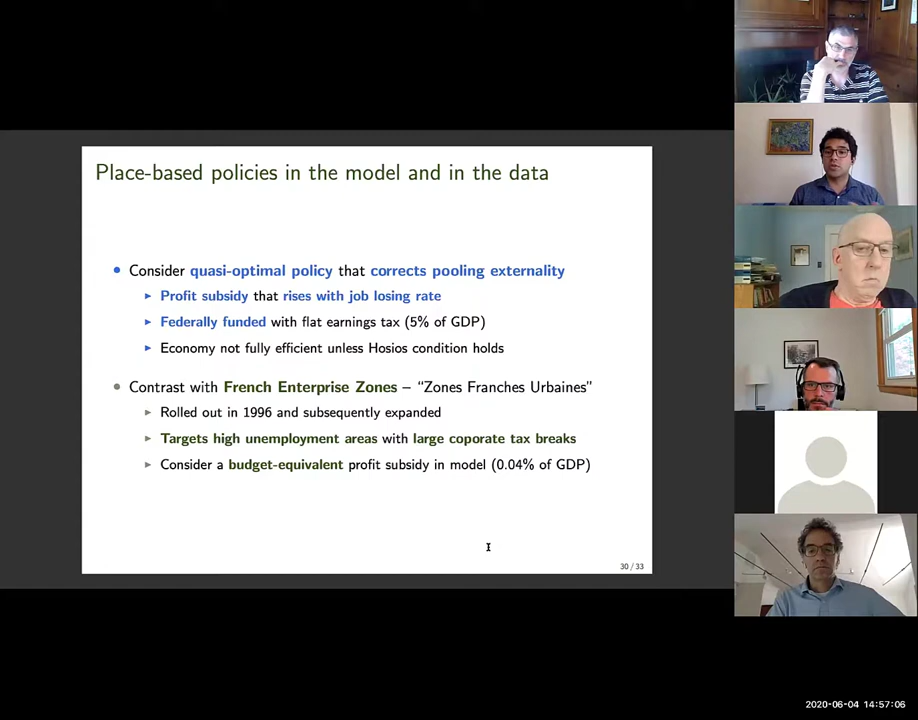 Place-based policies in the model and in the data
• Consider quasi-optimal policy that corrects pooling externality
▶ Profit subsidy that rises with job losing rate
▶ Federally funded with flat earnings tax (5% of GDP)
▶ Economy not fully efficient unless Hosios condition holds
• Contrast with French Enterprise Zones – “Zones Franches Urbaines”
▶ Rolled out in 1996 and subsequently expanded
▶ Targets high unemployment areas with large coporate tax breaks
▶ Consider a budget-equivalent profit subsidy in model (0.04% of GDP)
30 / 33
2020-06-04 14:57:06